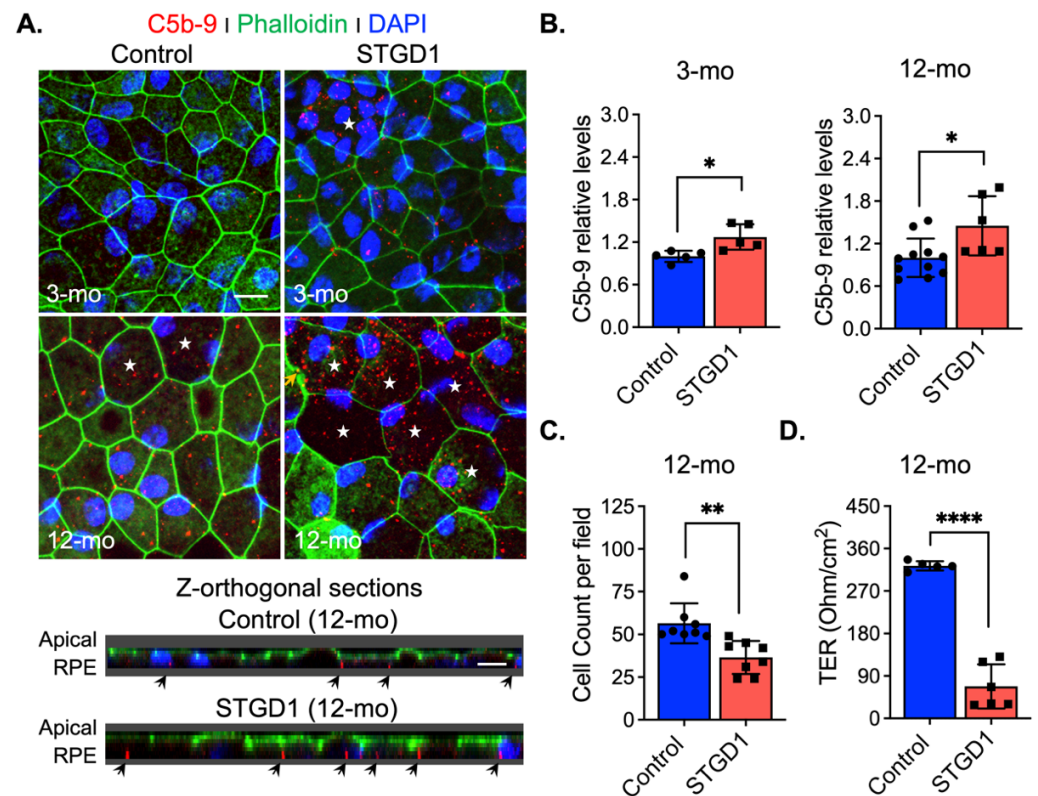 A.
C5b-9 ı Phalloidin ı DAPI
Control
STGD1
3-mo
3-mo
12-mo
12-mo
Z-orthogonal sections
Control (12-mo)
Apical
RPE
STGD1 (12-mo)
Apical
RPE
B.
3-mo
C5b-9 relative levels
3.0
2.4
1.8
1.2
0.6
0.0
*
Control
STGD1
12-mo
C5b-9 relative levels
3.0
2.4
1.8
1.2
0.6
0.0
*
Control
STGD1
C.
12-mo
Cell Count per field
125
100
75
50
25
0
**
Control
STGD1
D.
12-mo
TER (Ohm/cm²)
450
360
270
180
90
0
****
Control
STGD1